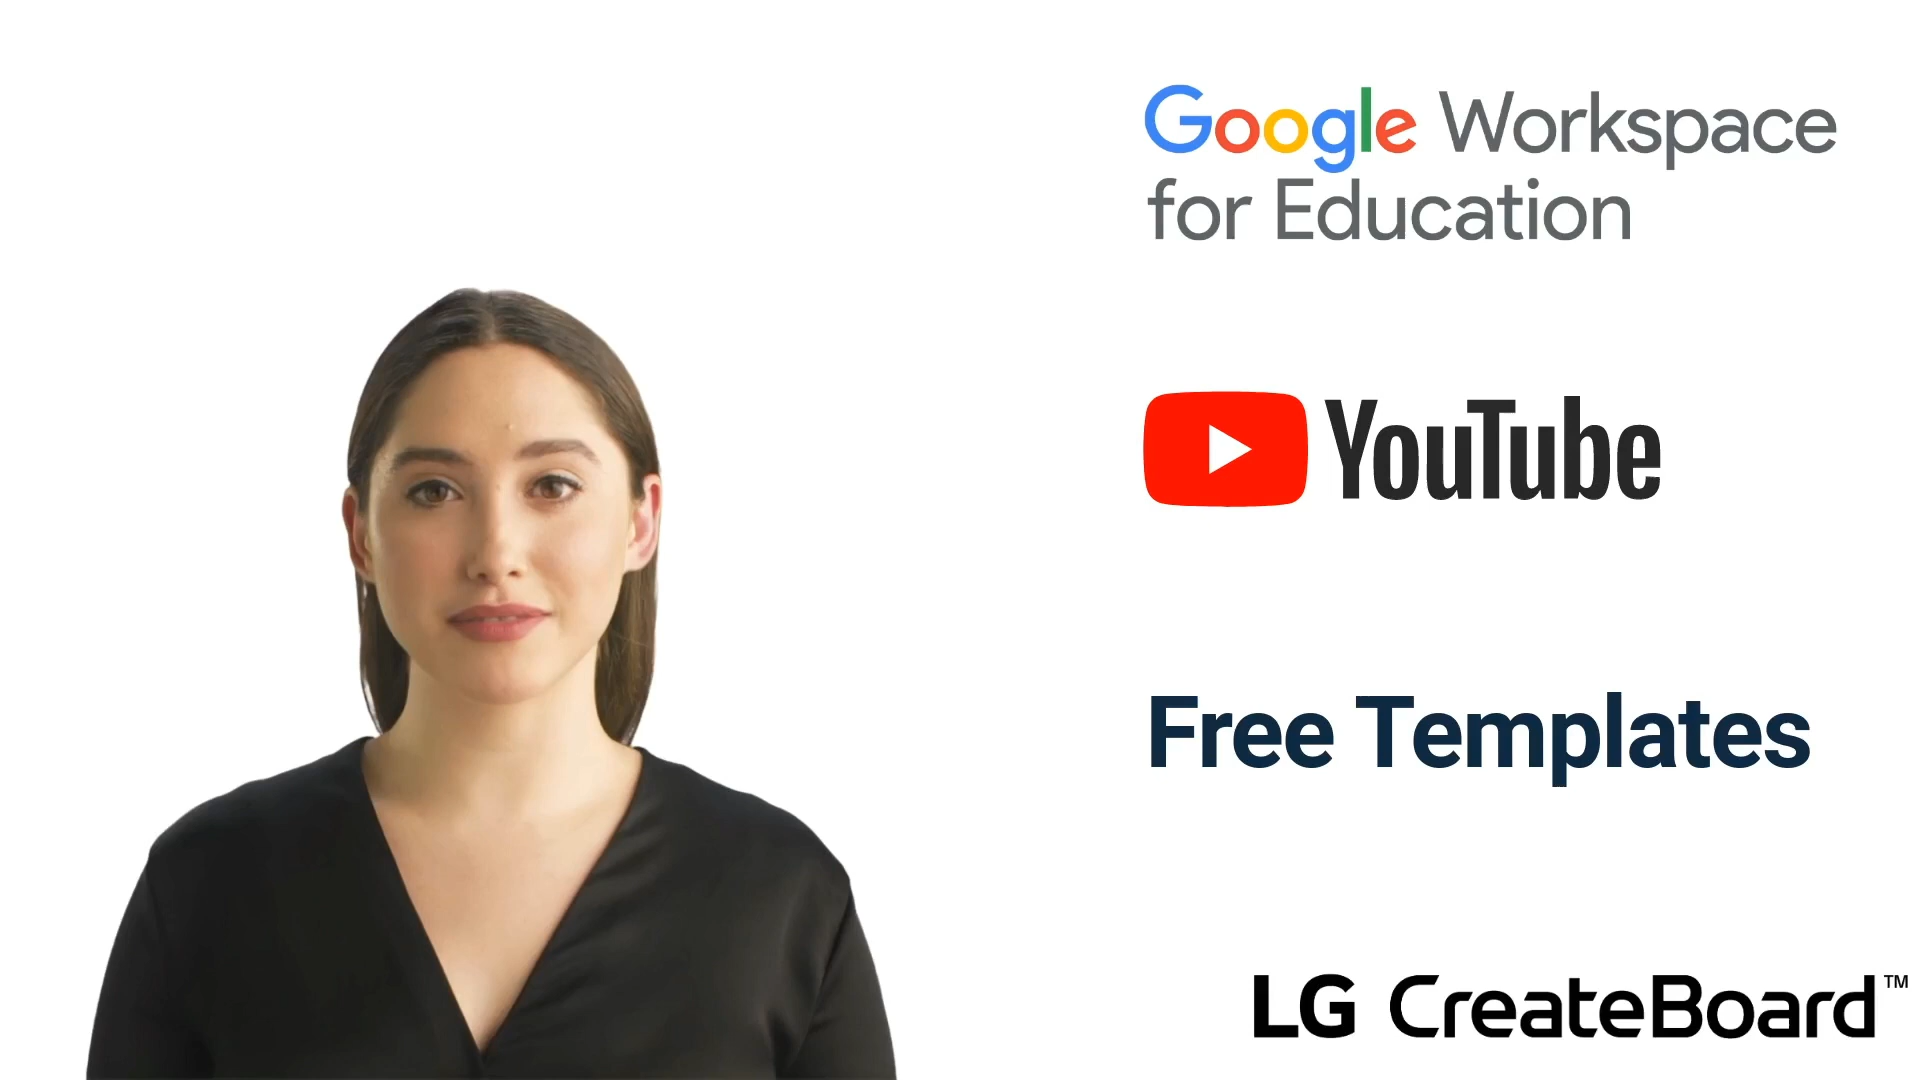 Google Workspace
for Education
YouTube
Free Templates
LG CreateBoard™